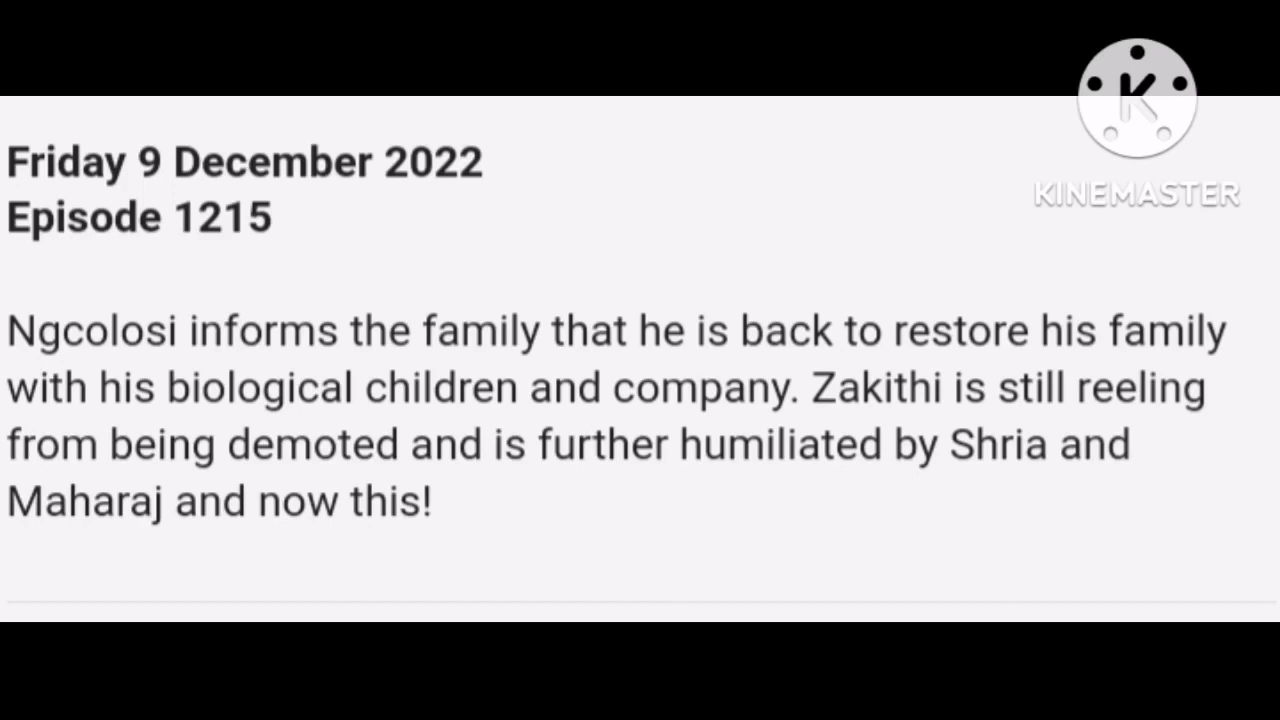 K
KINEMASTER
Friday 9 December 2022
Episode 1215
Ngcolosi informs the family that he is back to restore his family
with his biological children and company. Zakithi is still reeling
from being demoted and is further humiliated by Shria and
Maharaj and now this!